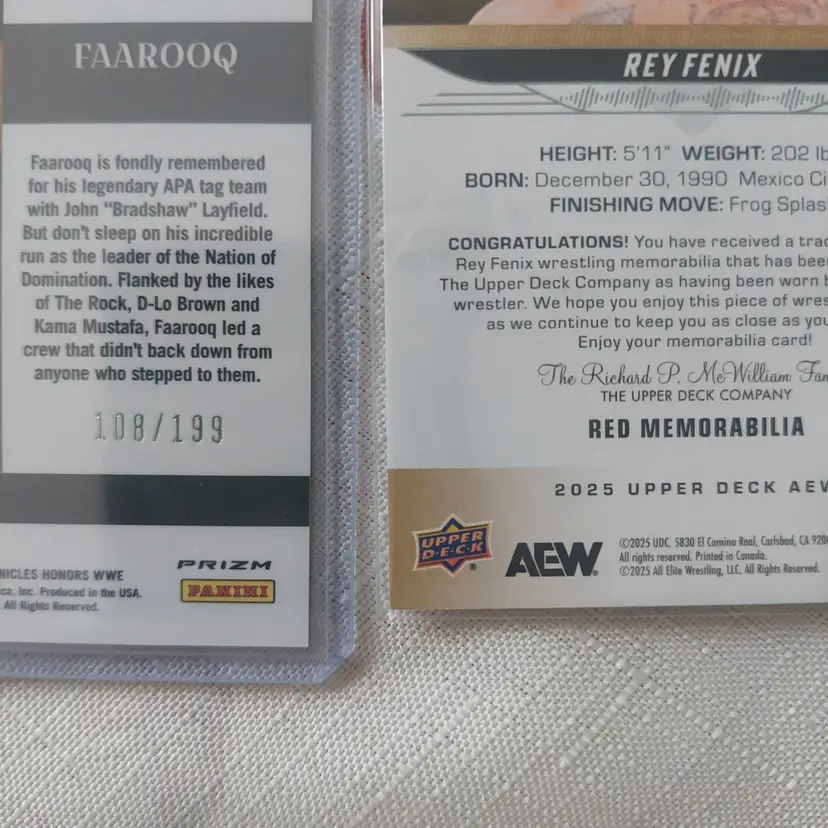 FAAROOQ
Faarooq is fondly remembered
for his legendary APA tag team
with John "Bradshaw" Layfield.
But don't sleep on his incredible
run as the leader of the Nation of
Domination. Flanked by the likes
of The Rock, D-Lo Brown and
Kama Mustafa, Faarooq led a
crew that didn't back down from
anyone who stepped to them.
108/199
HONORS WWE
Inc. Produced in the USA.
All Rights Reserved.
PRIZM
PANINI
REY FENIX
HEIGHT: 5'11" WEIGHT: 202
BORN: December 30, 1990 Mexico
FINISHING MOVE: Frog
CONGRATULATIONS! You have received a
Rey Fenix wrestling memorabilia that has been
The Upper Deck Company as having been worn
wrestler. We hope you enjoy this piece of
as we continue to keep you as close as
Enjoy your memorabilia card!
The Richard P. McWilliam
THE UPPER DECK COMPANY
RED MEMORABILIA
2025 UPPER DECK AEW
UPPER
D·E·C·K
®
AEW®
©2025 UDC. 5830 El Camino Real, Carlsbad, CA
All rights reserved. Printed in Canada.
©2025 All Elite Wrestling, LLC. All Rights Reserved.